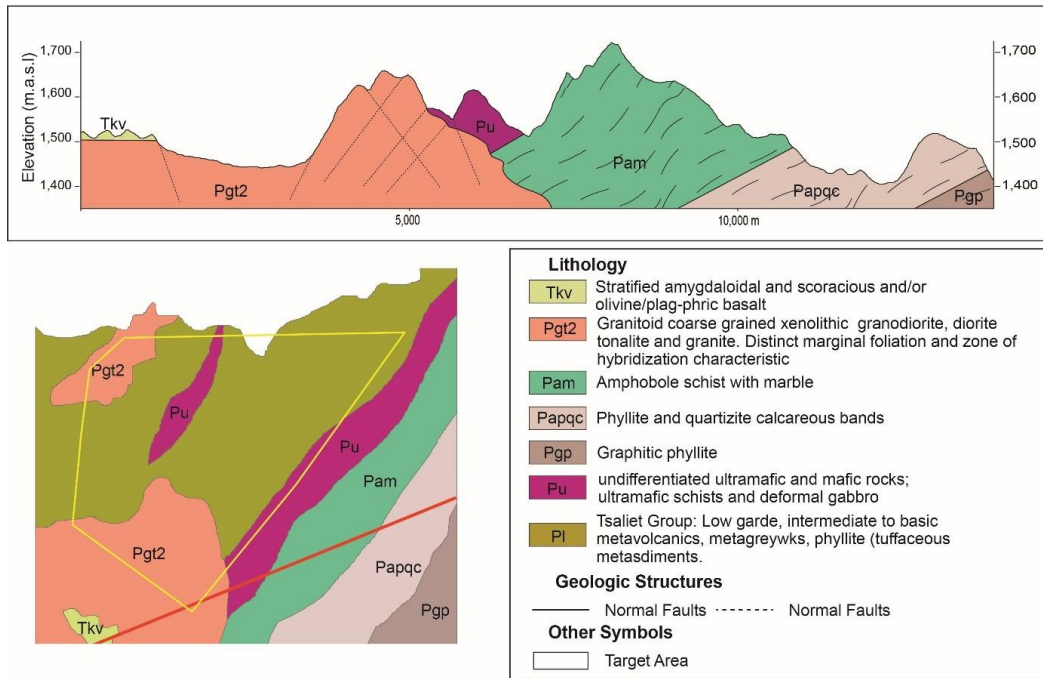 Elevation (m.a.s.l)
1,700
1,600
1,500
1,400
Tkv
Pgt2
Pu
Pam
Papqc
Pgp
1,700
1,600
1,500
1,400
5,000
10,000 m
Pgt2
Pu
Pu
Pam
Pgt2
Papqc
Tkv
Pgp
Lithology
Tkv
Stratified amygdaloidal and scoracious and/or
olivine/plag-phric basalt
Pgt2
Granitoid coarse grained xenolithic granodiorite, diorite
tonalite and granite. Distinct marginal foliation and zone of
hybridization characteristic
Pam
Amphobole schist with marble
Papqc
Phyllite and quartizite calcareous bands
Pgp
Graphitic phyllite
Pu
undifferentiated ultramafic and mafic rocks;
ultramafic schists and deformal gabbro
Pl
Tsaliet Group: Low garde, intermediate to basic
metavolcanics, metagreywks, phyllite (tuffaceous
metasdiments.
Geologic Structures
Normal Faults
Normal Faults
Other Symbols
Target Area